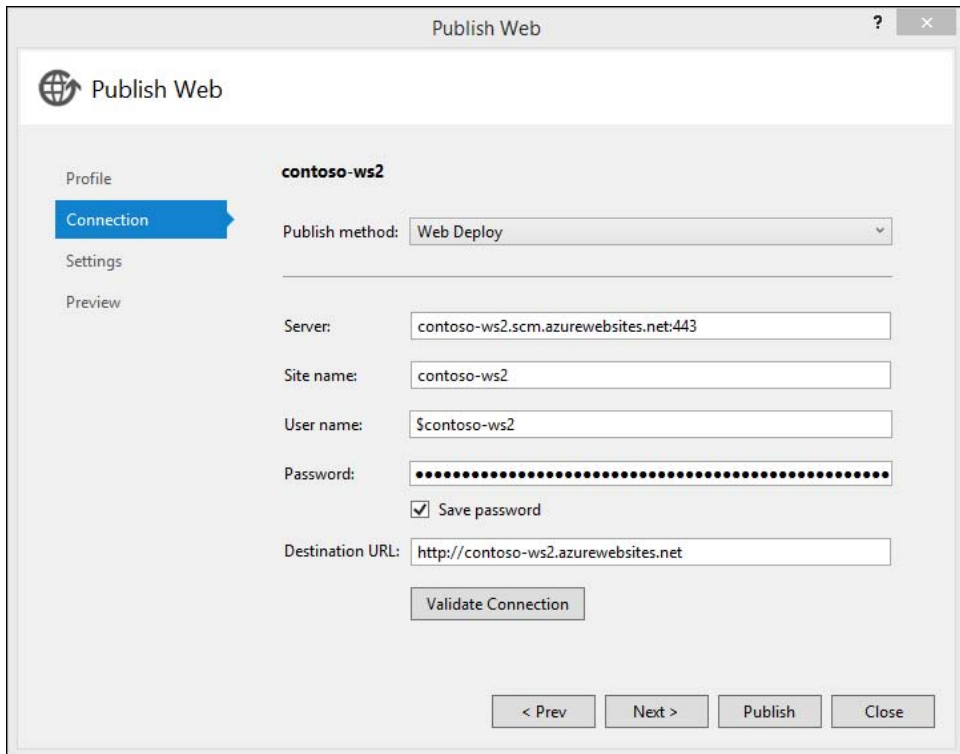 Publish Web
?
Publish Web
Profile
Connection
Settings
Preview
contoso-ws2
Publish method: Web Deploy
Server: contoso-ws2.scm.azurewebsites.net:443
Site name: contoso-ws2
User name: $contoso-ws2
Password: ●●●●●●●●●●●●●●●●●●●●●●●●●●●●●●●●●●●●●●●●●●●●●●●●●●●●●●●●●●●●
Save password
Destination URL: http://contoso-ws2.azurewebsites.net
Validate Connection
< Prev Next > Publish Close